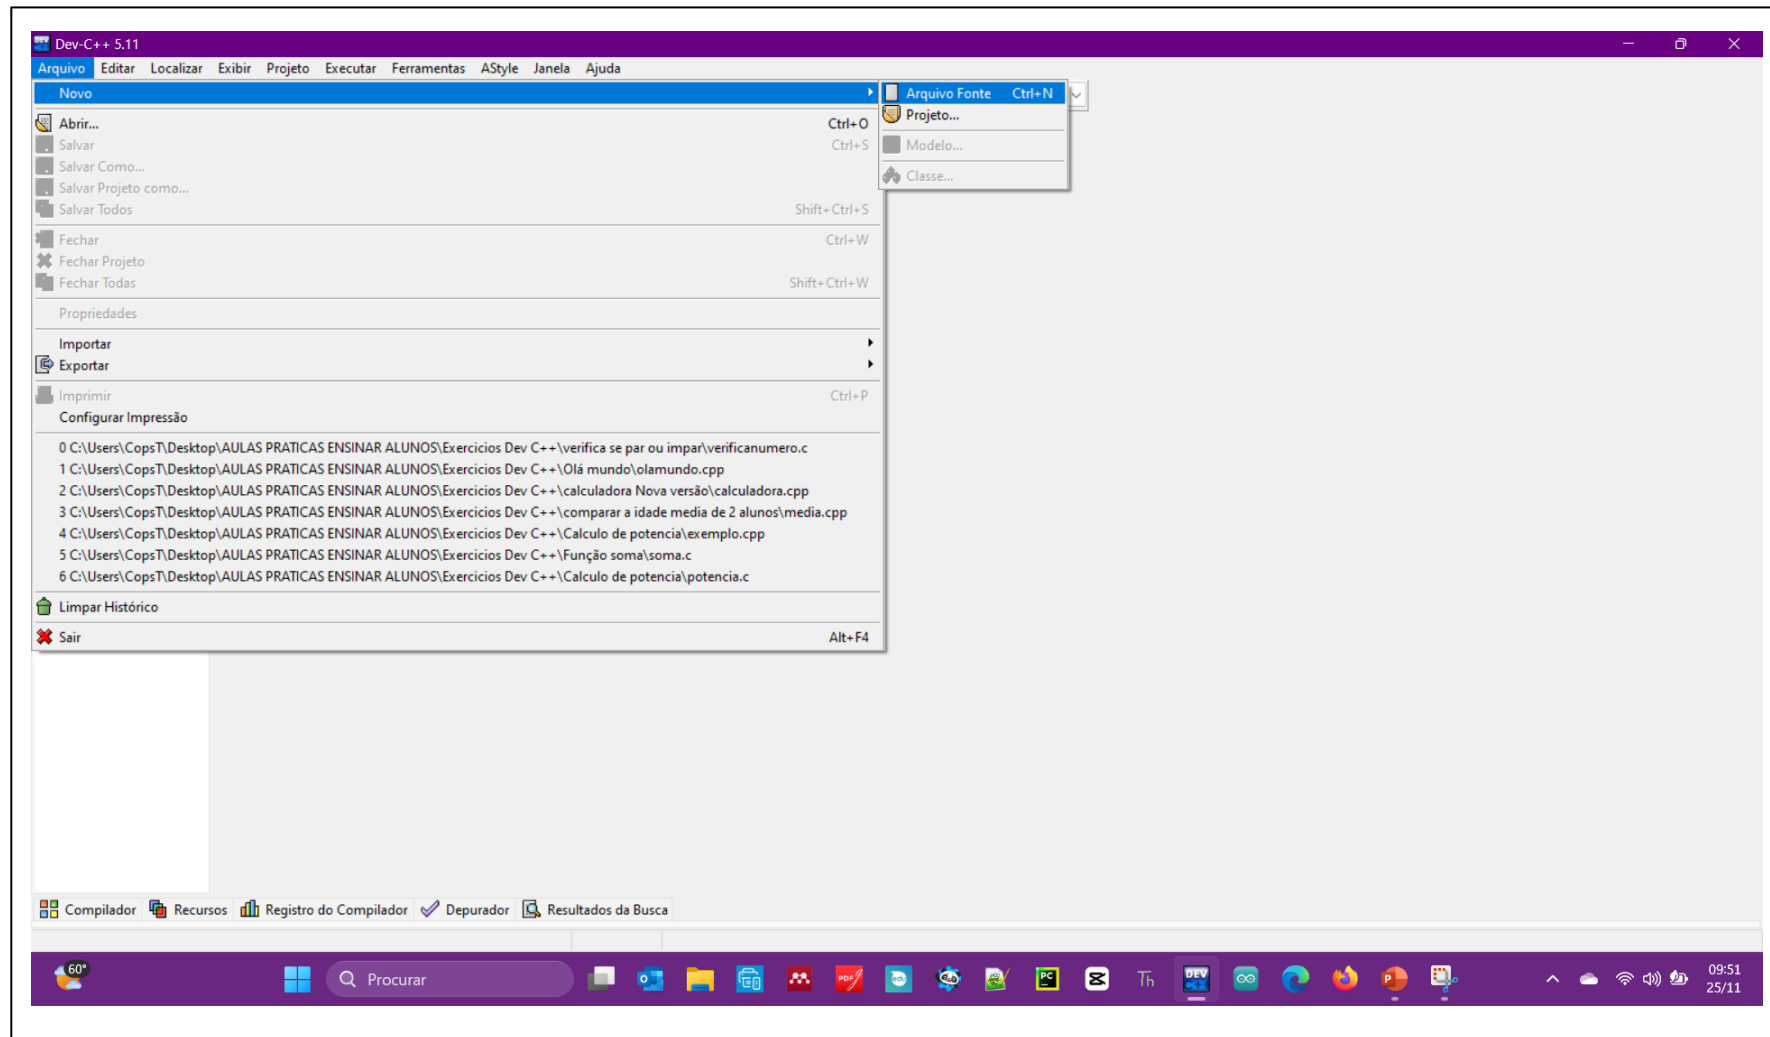 Dev-C++ 5.11
Arquivo Editar Localizar Exibir Projeto Executar Ferramentas AStyle Janela Ajuda
Novo
Arquivo Fonte Ctrl+N
Projeto...
Modelo...
Classe...
Abrir... Ctrl+O
Salvar Ctrl+S
Salvar Como...
Salvar Projeto como...
Salvar Todos Shift+Ctrl+S
Fechar Ctrl+W
Fechar Projeto
Fechar Todas Shift+Ctrl+W
Propriedades
Importar
Exportar
Imprimir Ctrl+P
Configurar Impressão
0 C:\Users\CopsT\Desktop\AULAS PRATICAS ENSINAR ALUNOS\Exercicios Dev C++\verifica se par ou impar\verificanumero.c
1 C:\Users\CopsT\Desktop\AULAS PRATICAS ENSINAR ALUNOS\Exercicios Dev C++\Olá mundo\olamundo.cpp
2 C:\Users\CopsT\Desktop\AULAS PRATICAS ENSINAR ALUNOS\Exercicios Dev C++\calculadora Nova versão\calculadora.cpp
3 C:\Users\CopsT\Desktop\AULAS PRATICAS ENSINAR ALUNOS\Exercicios Dev C++\comparar a idade media de 2 alunos\media.cpp
4 C:\Users\CopsT\Desktop\AULAS PRATICAS ENSINAR ALUNOS\Exercicios Dev C++\Calculo de potencia\exemplo.cpp
5 C:\Users\CopsT\Desktop\AULAS PRATICAS ENSINAR ALUNOS\Exercicios Dev C++\Função soma\soma.c
6 C:\Users\CopsT\Desktop\AULAS PRATICAS ENSINAR ALUNOS\Exercicios Dev C++\Calculo de potencia\potencia.c
Limpar Histórico
Sair Alt+F4
Compilador Recursos Registro do Compilador Depurador Resultados da Busca
60°
Procurar
PDF
PC
Th
DEV
C++
P
09:51
25/11